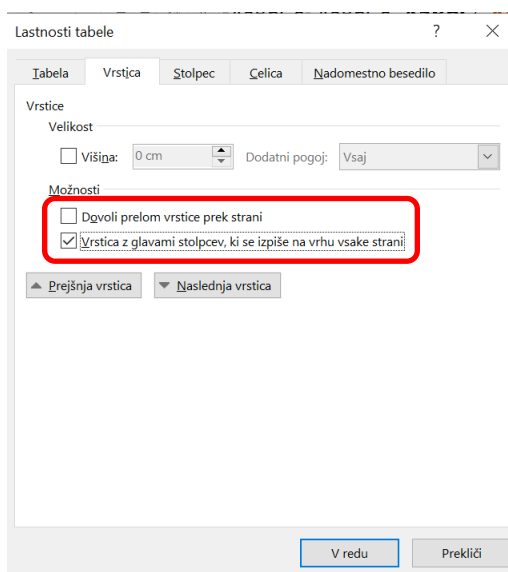 Lastnosti tabele ?
Tabela Vrstica Stolpec Celica Nadomestno besedilo
Vrstice
Velikost
Višina: 0 cm Dodatni pogoj: Vsaj
Možnosti
Dovoli prelom vrstice prek strani
Vrstica z glavami stolpcev, ki se izpiše na vrhu vsake strani
Prejšnja vrstica Naslednja vrstica
V redu Prekliči